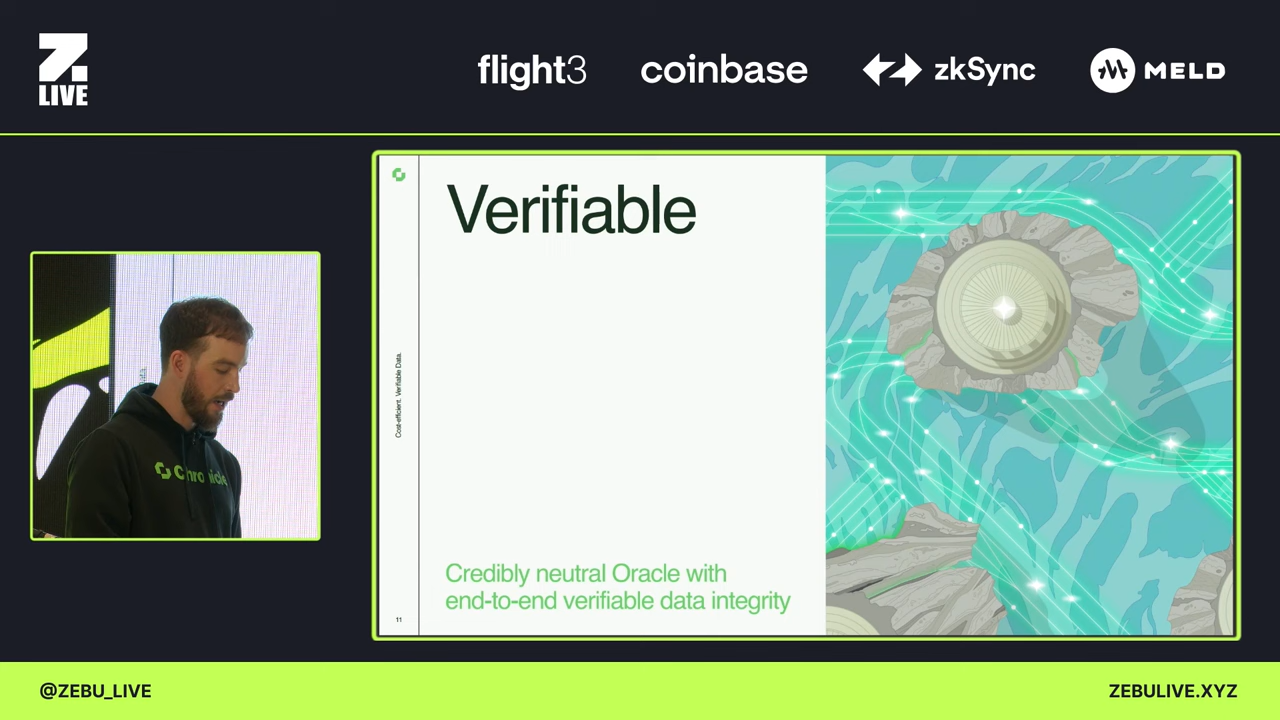 Z.
LIVE
flight3
coinbase
zkSync
MELD
Verifiable
Cost-efficient. Verifiable Data.
Credibly neutral Oracle with
end-to-end verifiable data integrity
11
Chronicle
@ZEBU_LIVE
ZEBULIVE.XYZ